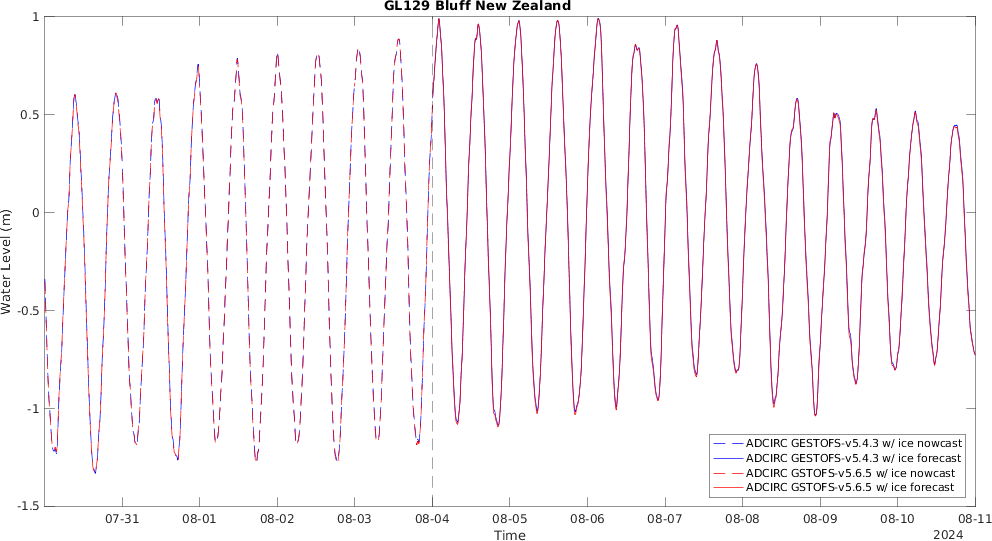 GL129 Bluff New Zealand
Water Level (m)
1
0.5
0
-0.5
-1
-1.5
ADCIRC GESTOFS-v5.4.3 w/ ice nowcast
ADCIRC GESTOFS-v5.4.3 w/ ice forecast
ADCIRC GSTOFS-v5.6.5 w/ ice nowcast
ADCIRC GSTOFS-v5.6.5 w/ ice forecast
07-31 08-01 08-02 08-03 08-04 08-05 08-06 08-07 08-08 08-09 08-10 08-11
Time
2024